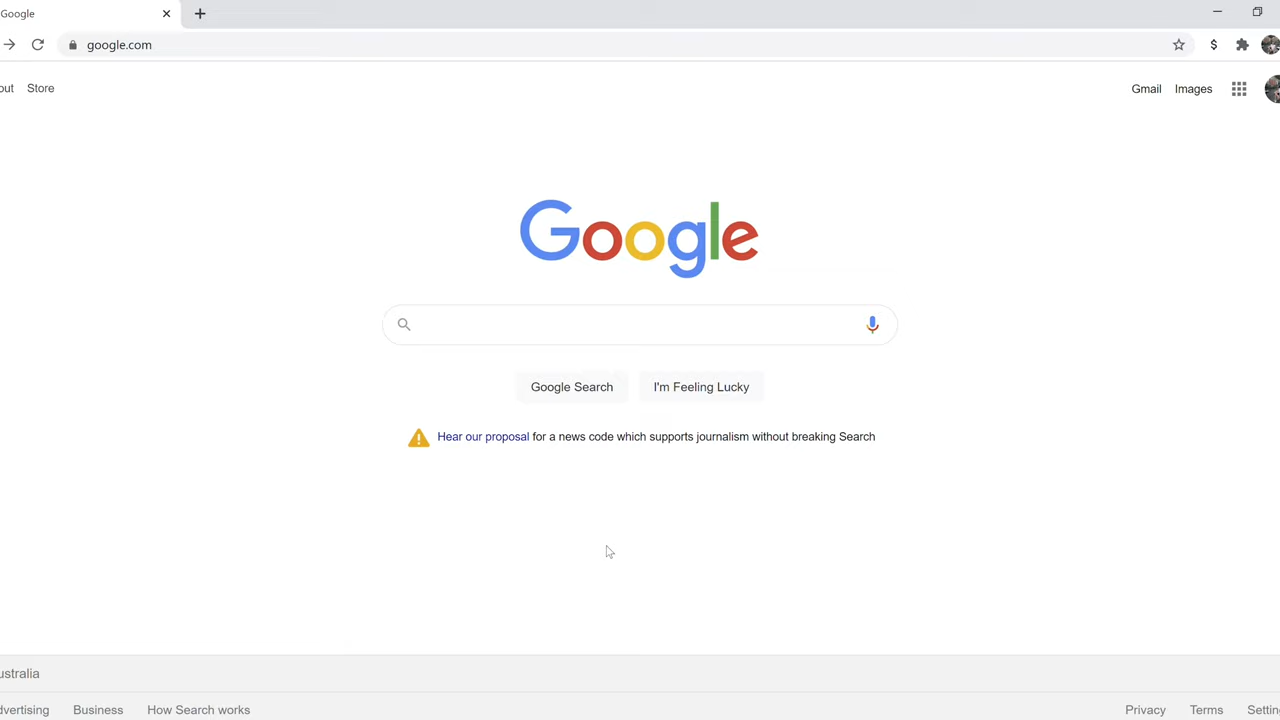 Google
google.com
out Store
Gmail Images
Google
Google Search I'm Feeling Lucky
Hear our proposal for a news code which supports journalism without breaking Search
ustralia
dvertising Business How Search works
Privacy Terms Settin